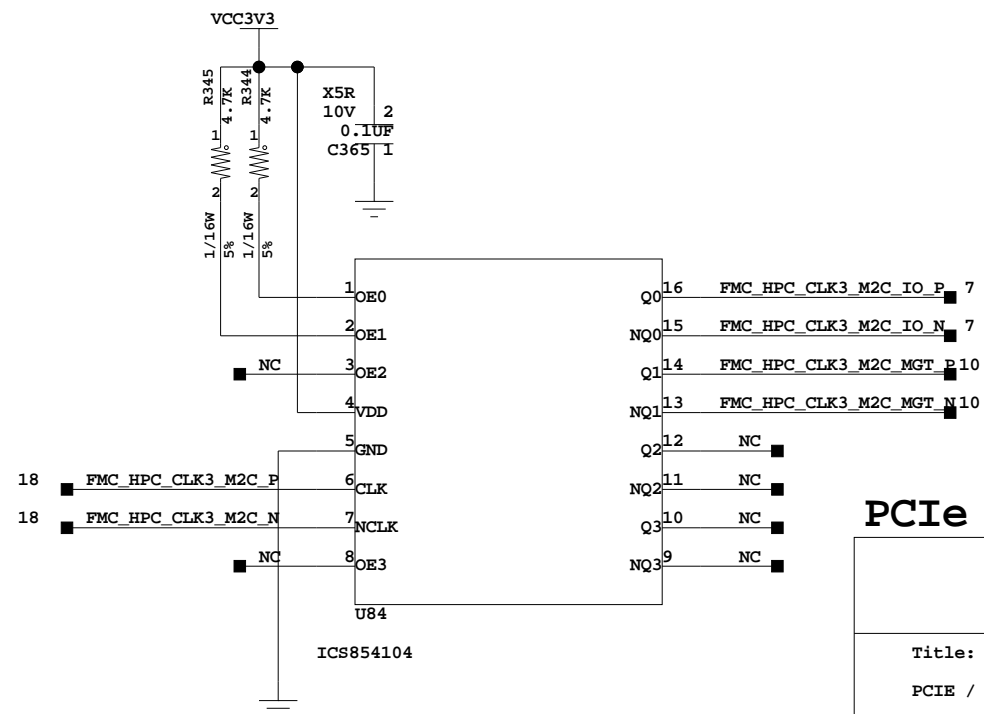 VCC3V3
R345
4.7K
R344
4.7K
X5R
10V 2
0.1UF
C365 1
1
1
2
2
1/16W
5%
1/16W
5%
1
OE0
2
OE1
NC
3
OE2
4
VDD
5
GND
18 FMC_HPC_CLK3_M2C_P
6
CLK
18 FMC_HPC_CLK3_M2C_N
7
NCLK
NC
8
OE3
Q0
16 FMC_HPC_CLK3_M2C_IO_P 7
NQ0
15 FMC_HPC_CLK3_M2C_IO_N 7
Q1
14 FMC_HPC_CLK3_M2C_MGT_P 10
NQ1
13 FMC_HPC_CLK3_M2C_MGT_N 10
Q2
12 NC
NQ2
11 NC
Q3
10 NC
NQ3
9 NC
U84
ICS854104
PCIe
Title:
PCIE /